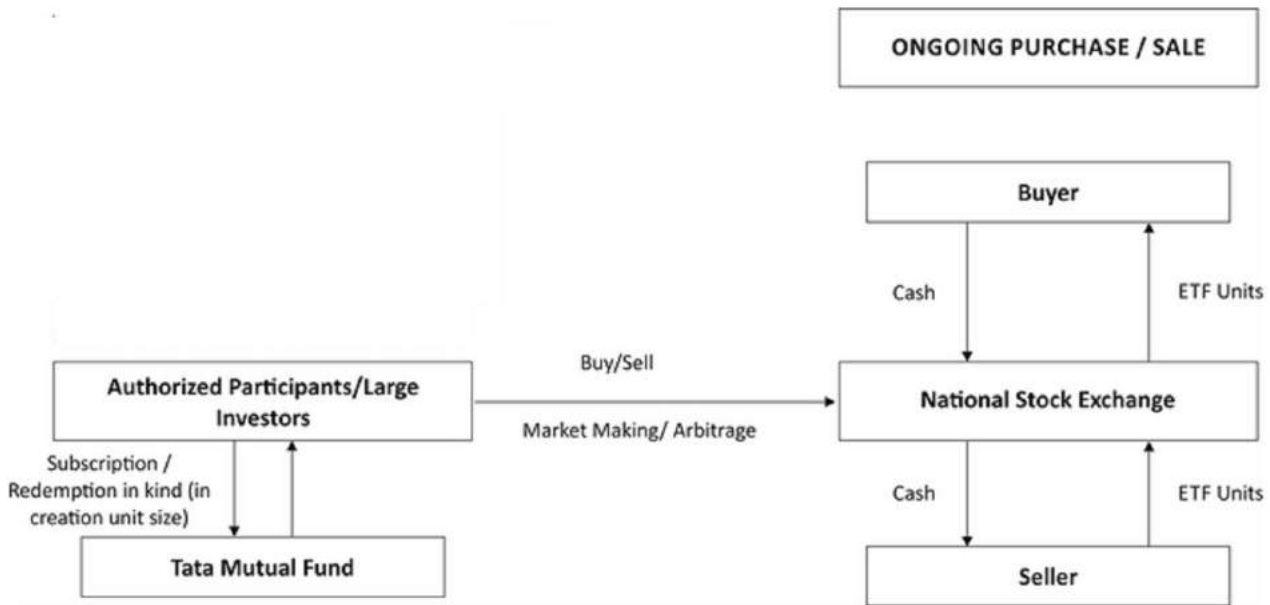 ONGOING PURCHASE / SALE
Buyer
Cash
ETF Units
Buy/Sell
Authorized Participants/Large
Investors
National Stock Exchange
Market Making/ Arbitrage
Subscription /
Redemption in kind (in
creation unit size)
Cash
ETF Units
Tata Mutual Fund
Seller